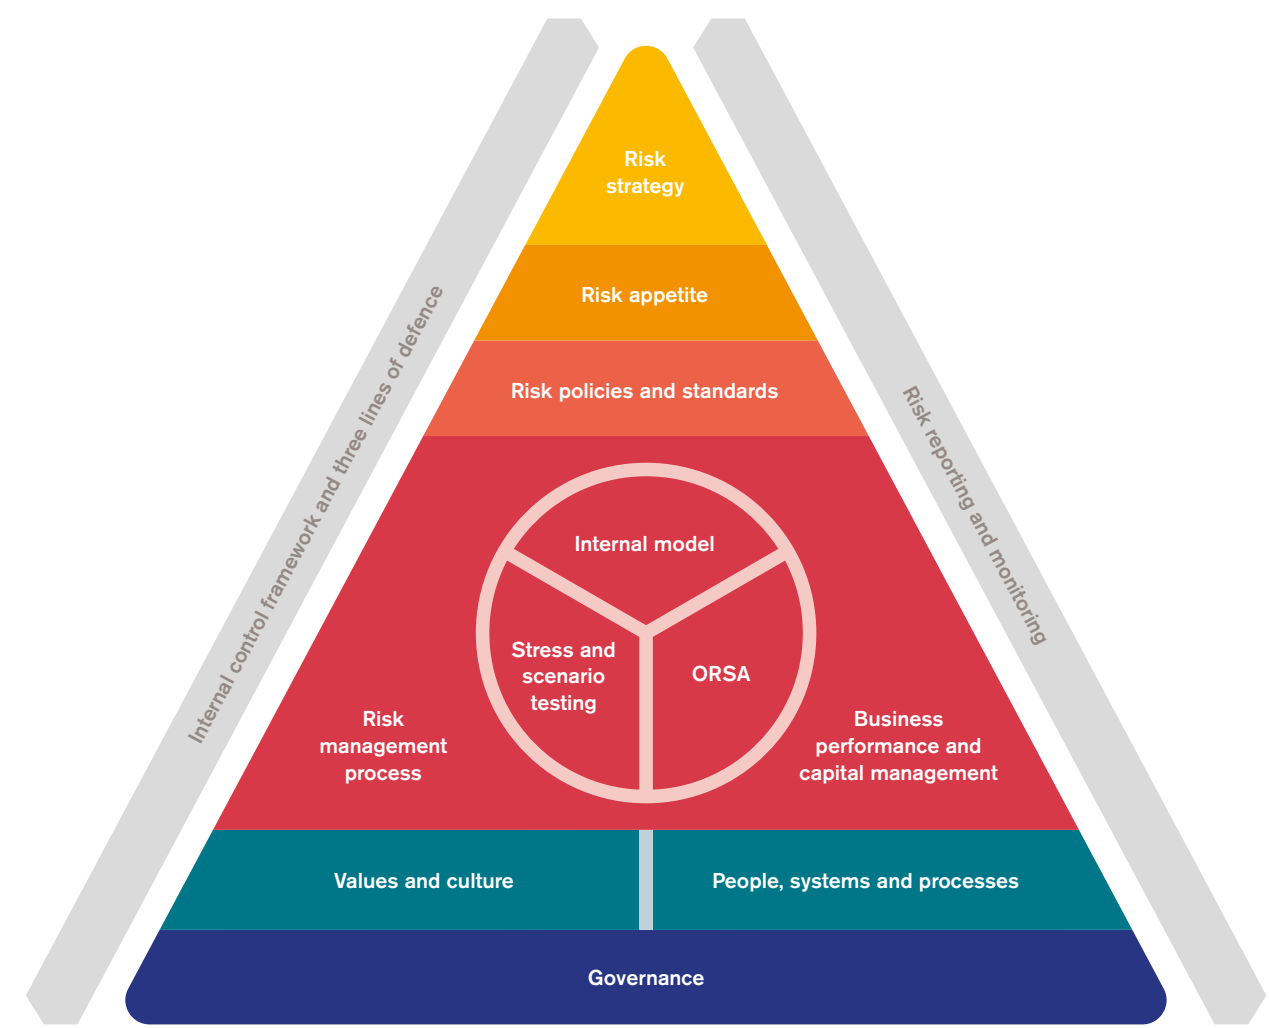 Risk
strategy
Risk appetite
Risk policies and standards
Internal control framework and three lines of defence
Risk reporting and monitoring
Internal model
Stress and
scenario
testing
ORSA
Risk
management
process
Business
performance and
capital management
Values and culture
People, systems and processes
Governance